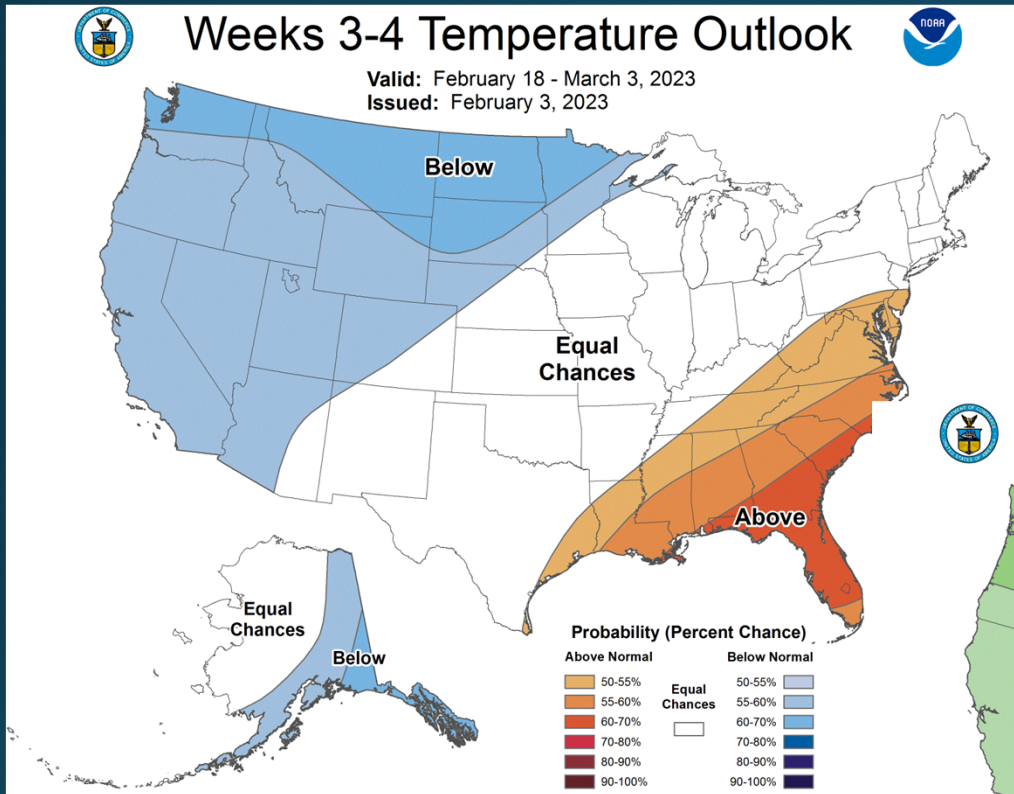 Weeks 3-4 Temperature Outlook
NOAA
Valid: February 18 - March 3, 2023
Issued: February 3, 2023
Below
Equal
Chances
Above
Equal
Chances
Below
Probability (Percent Chance)
Above Normal
Below Normal
50-55%
55-60%
60-70%
70-80%
80-90%
90-100%
Equal
Chances
50-55%
55-60%
60-70%
70-80%
80-90%
90-100%